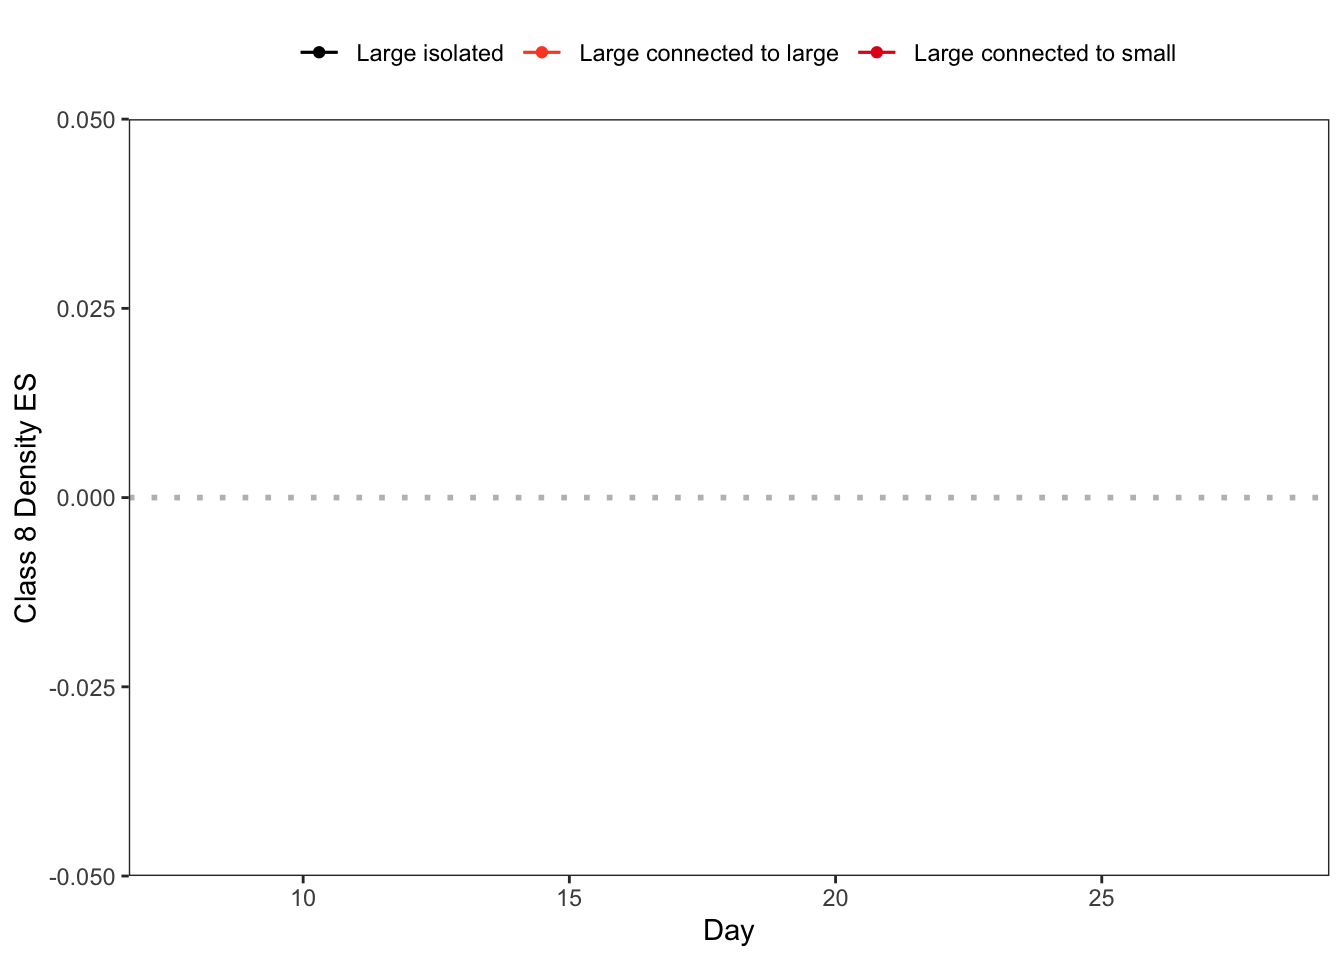 Large isolated Large connected to large Large connected to small
0.050
0.025
0.000
-0.025
-0.050
Class 8 Density ES
10 15 20 25
Day